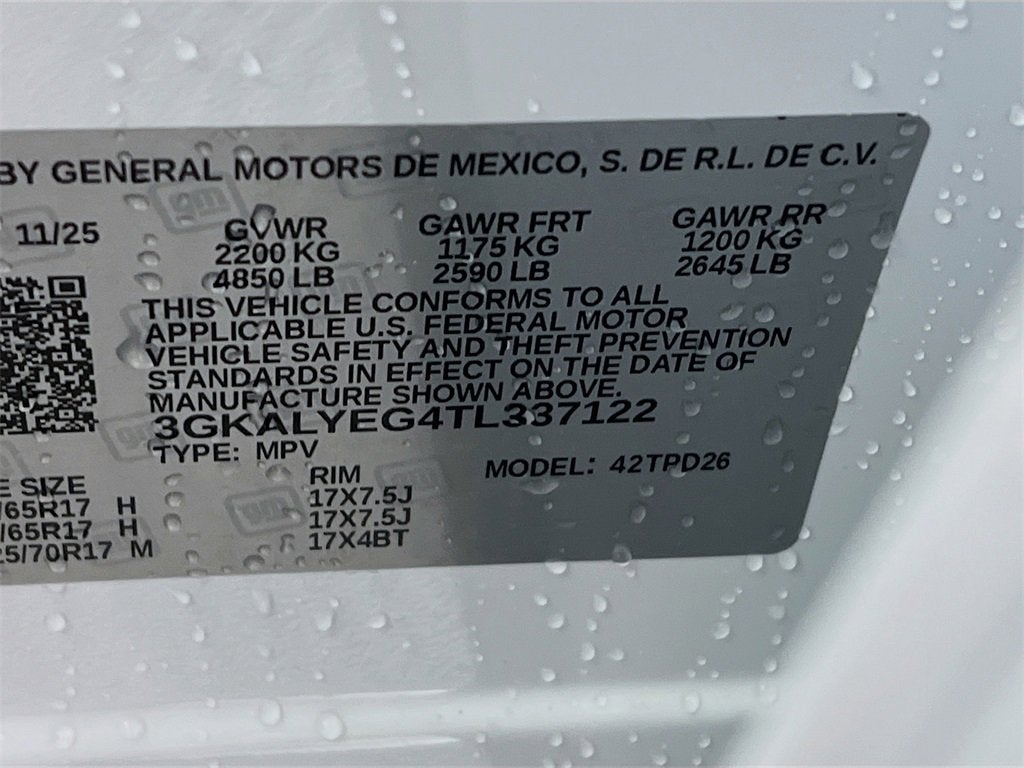 BY GENERAL MOTORS DE MEXICO, S. DE R.L. DE C.V.
11/25 GVWR GAWR FRT GAWR RR
2200 KG 1175 KG 1200 KG
4850 LB 2590 LB 2645 LB
THIS VEHICLE CONFORMS TO ALL
APPLICABLE U.S. FEDERAL MOTOR
VEHICLE SAFETY AND THEFT PREVENTION
STANDARDS IN EFFECT ON THE DATE OF
MANUFACTURE SHOWN ABOVE.
3GKALYEG4TL337122
TYPE: MPV MODEL: 42TPD26
E SIZE RIM
/65R17 H 17X7.5J
/65R17 H 17X7.5J
25/70R17 M 17X4BT
gm
gm